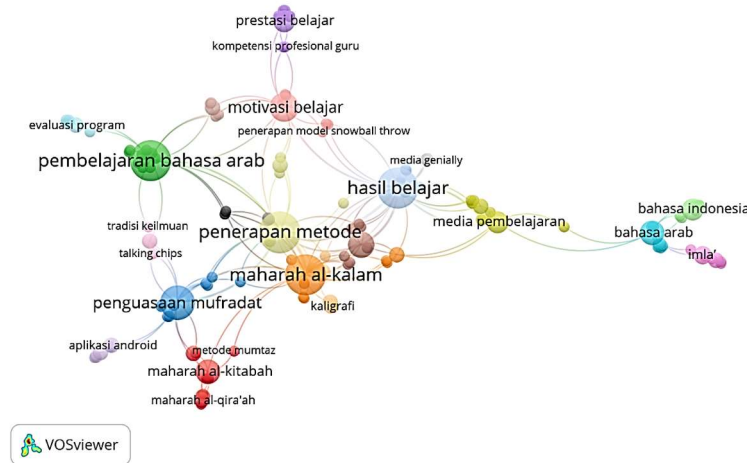 prestasi belajar
kompetensi profesional guru
motivasi belajar
evaluasi program
penerapan model snowball throw
pembelajaran bahasa arab
media genially
hasil belajar
bahasa indonesia
tradisi keilmuan
penerapan metode
media pembelajaran
bahasa arab
talking chips
imla'
maharah al-kalam
penguasaan mufradat
kaligrafi
aplikasi android
metode mumtaz
maharah al-kitabah
maharah al-qira'ah
VOSviewer